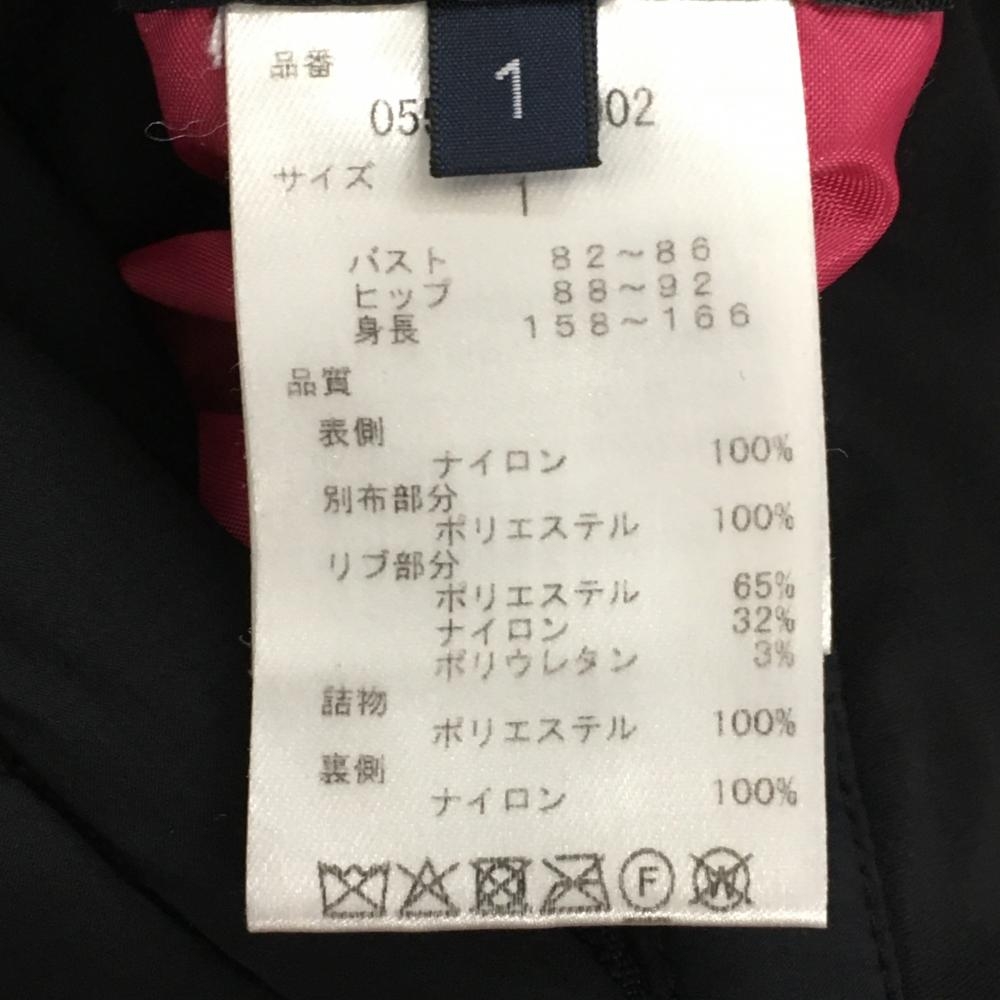 品番
1
サイズ
1
バスト 82～86
ヒップ 88～92
身長 158～166
品質
表側
ナイロン 100%
別布部分
ポリエステル 100%
リブ部分
ポリエステル 65%
ナイロン 32%
ポリウレタン 3%
詰物
ポリエステル 100%
裏側
ナイロン 100%
F W